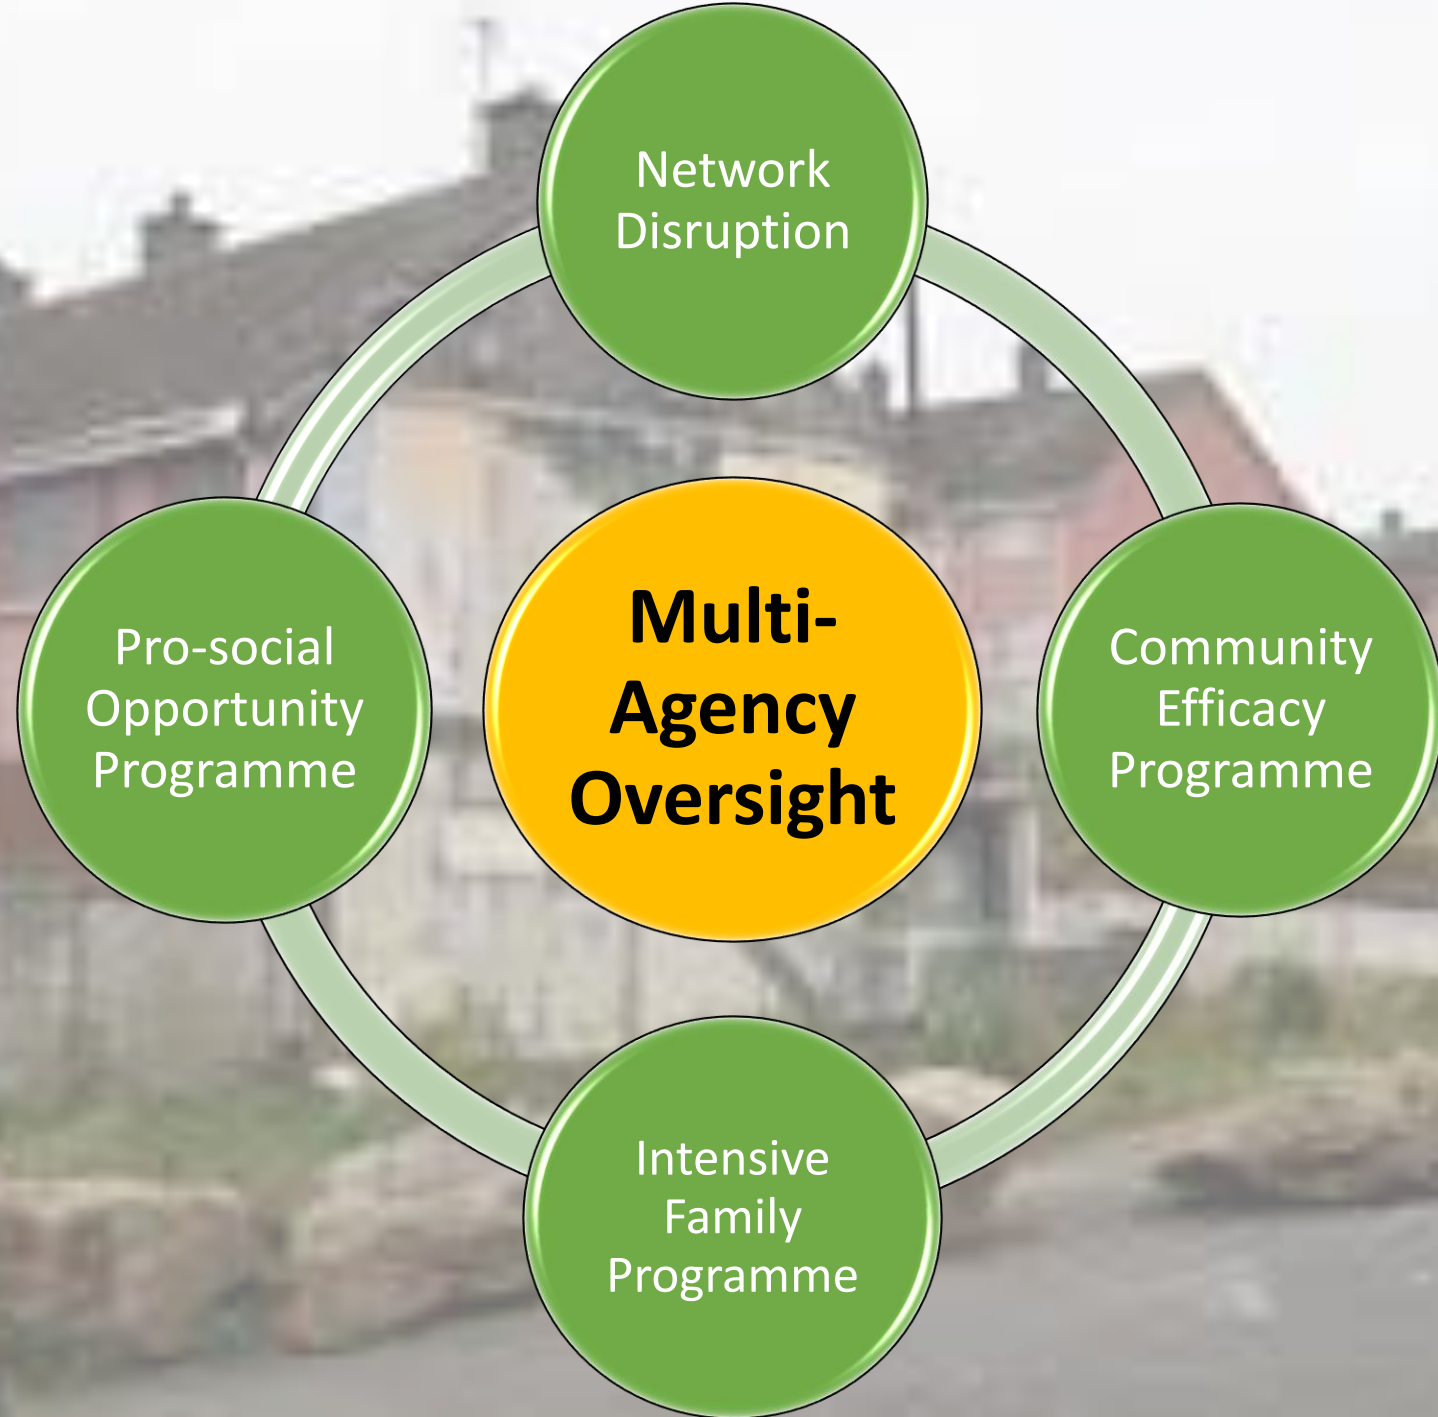 Network
Disruption
Pro-social
Opportunity
Programme
Multi-
Agency
Oversight
Community
Efficacy
Programme
Intensive
Family
Programme